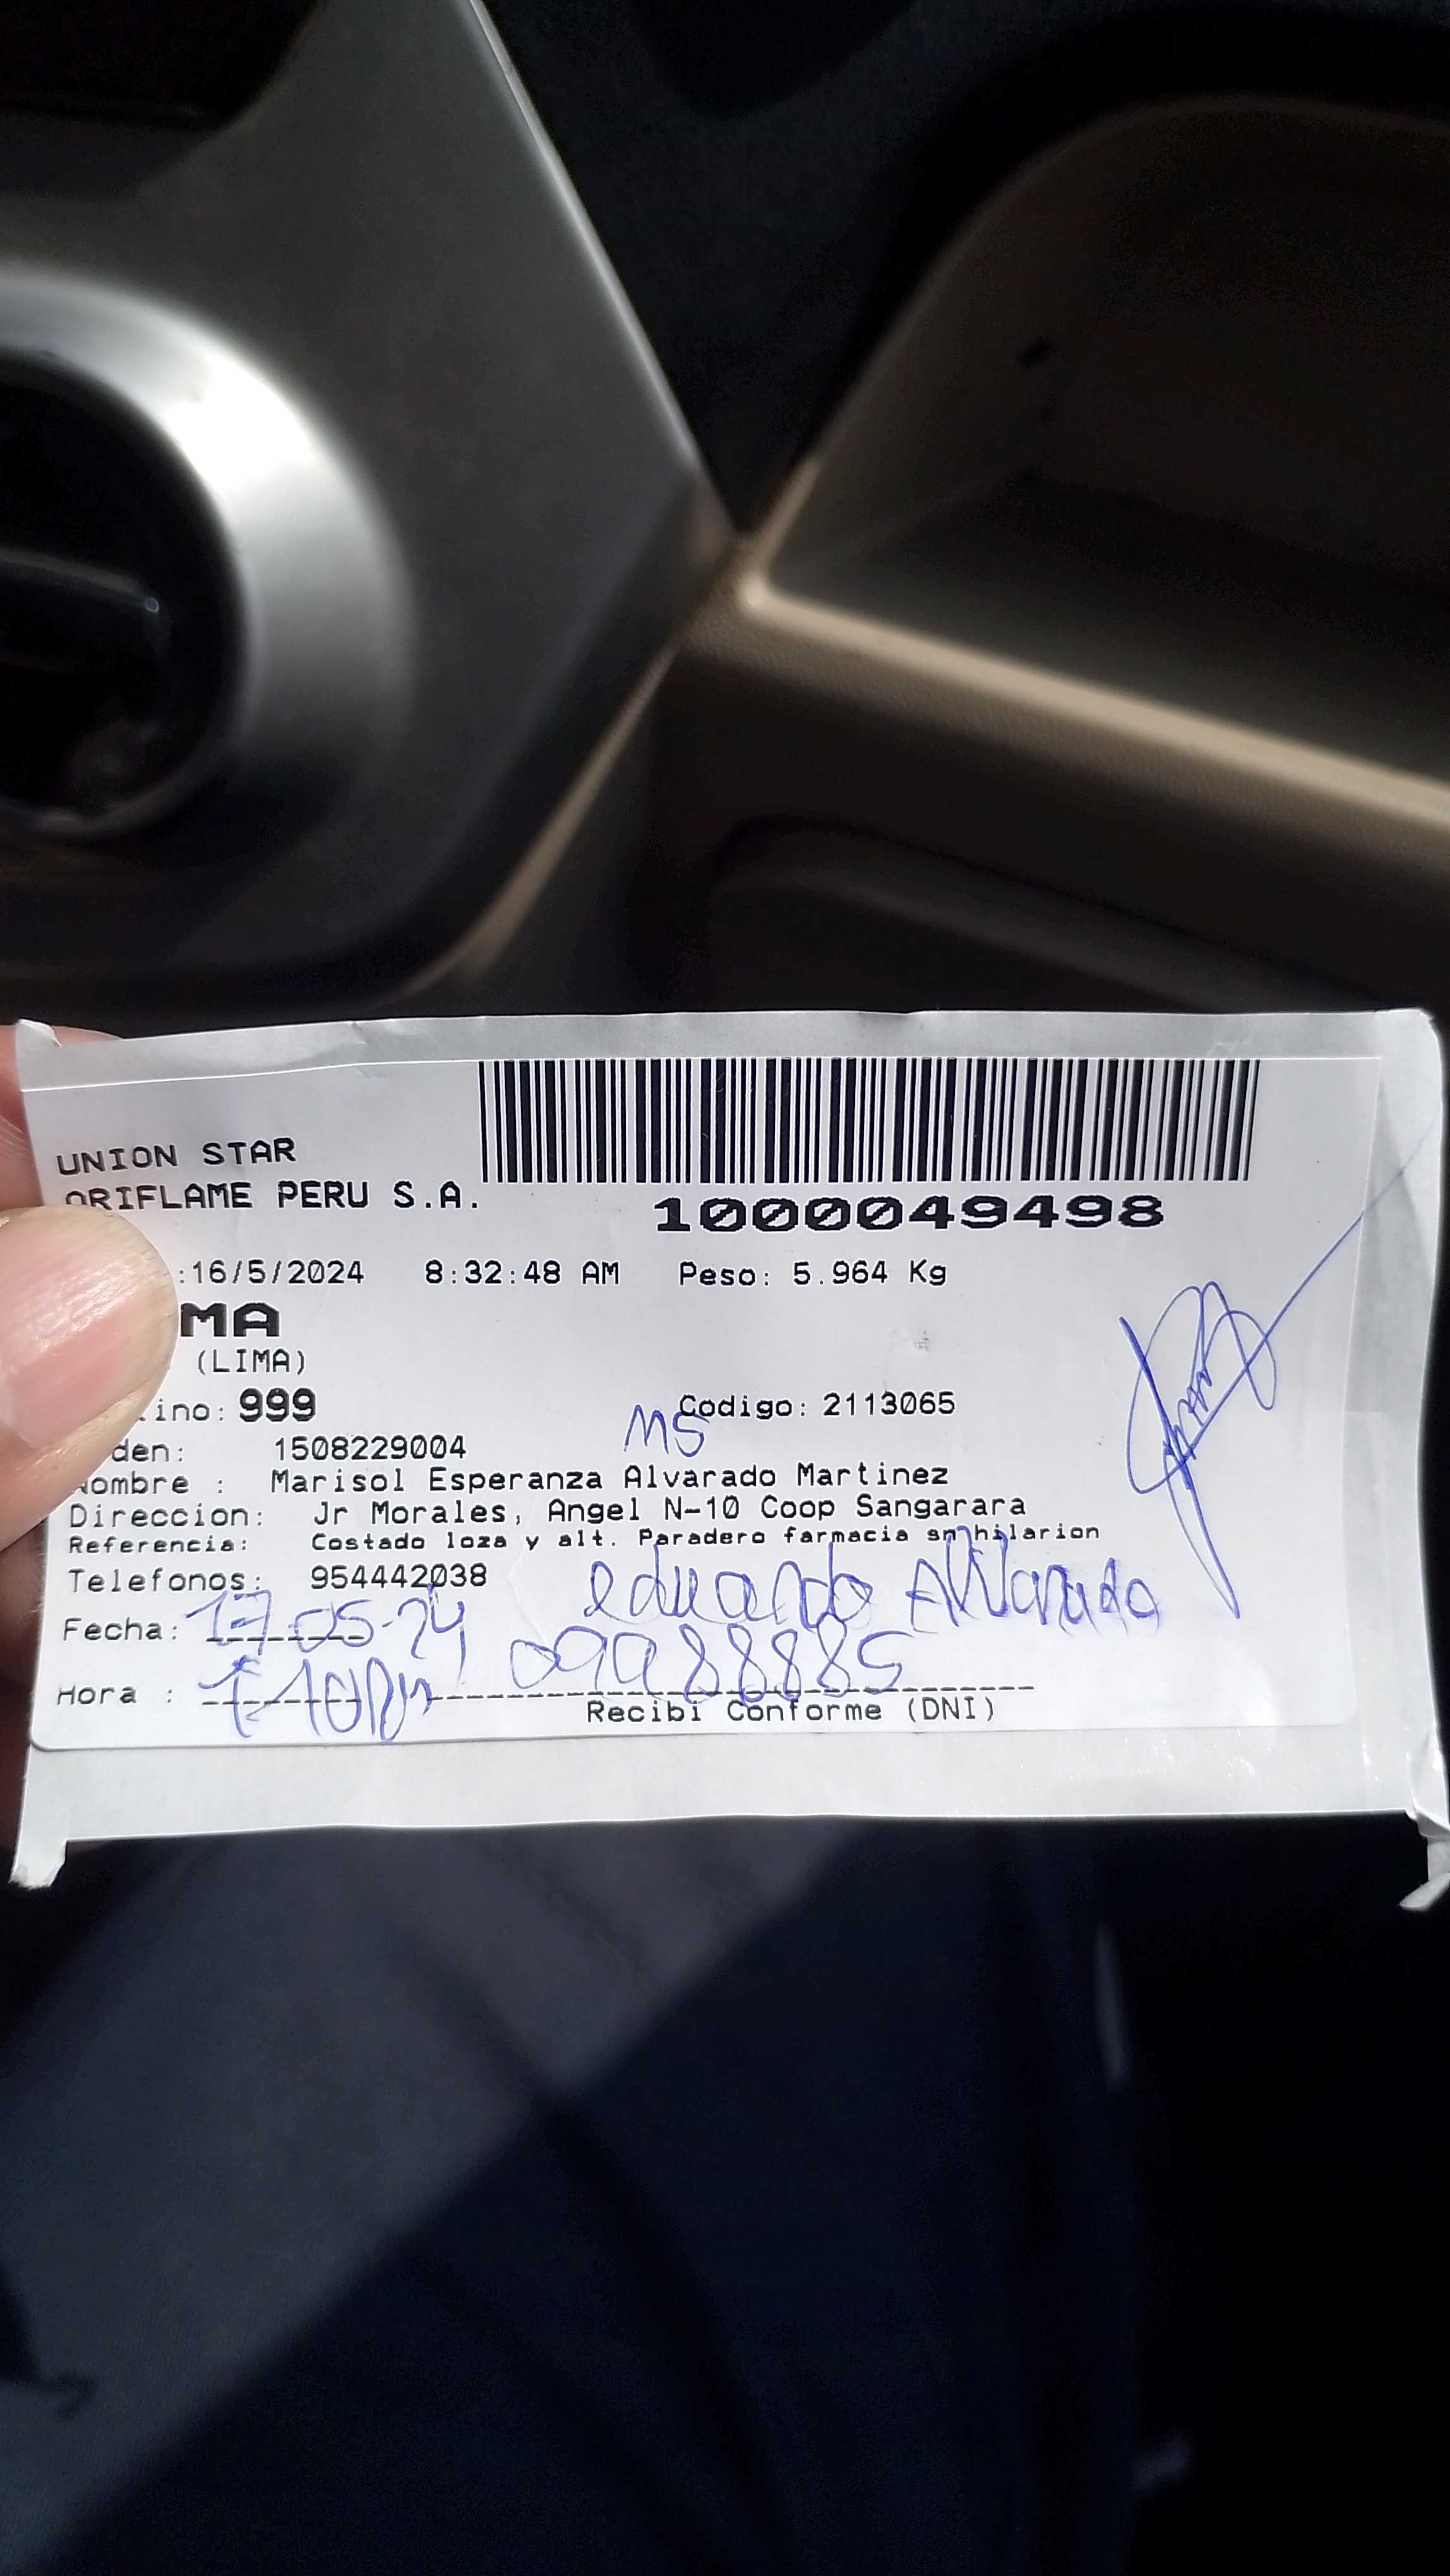 UNION STAR
ORIFLAME PERU S.A.
1000049498
:16/5/2024 8:32:48 AM Peso: 5.964 Kg
MA
(LIMA)
ino: 999 Codigo: 2113065
MS
den: 1508229004
Nombre : Marisol Esperanza Alvarado Martinez
Direccion: Jr Morales, Angel N-10 Coop Sangarara
Referencia: Costado loza y alt. Paradero farmacia sn hilarion
Telefonos: 954442038
eduardo Alvarado
Fecha: 17-05-24
09988885
Hora :
Recibi Conforme (DNI)